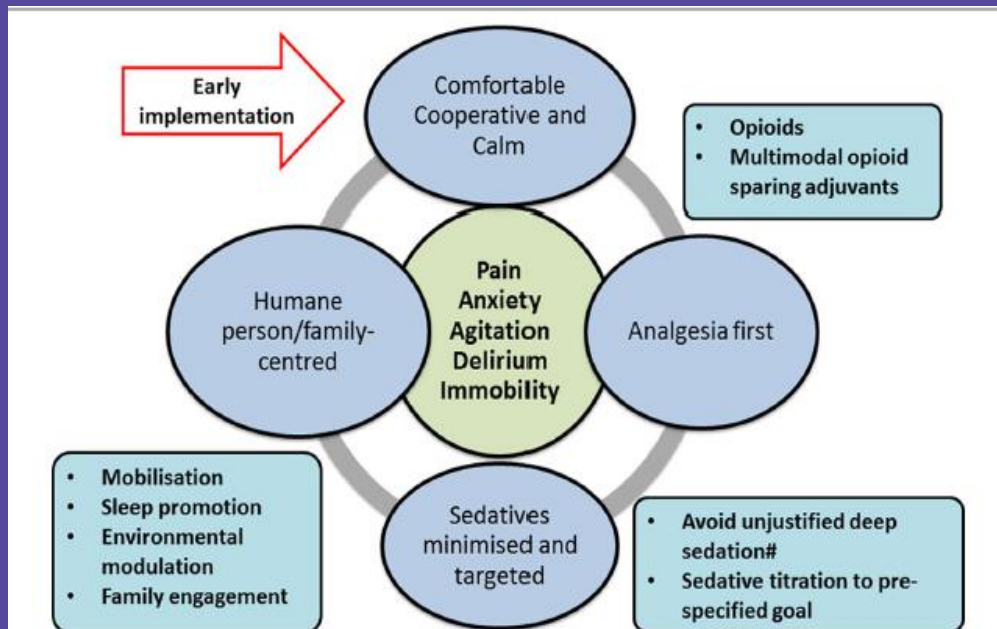 Early
implementation
Comfortable
Cooperative and
Calm
• Opioids
• Multimodal opioid
sparing adjuvants
Humane
person/family-
centred
Pain
Anxiety
Agitation
Delirium
Immobility
Analgesia first
• Mobilisation
• Sleep promotion
• Environmental
modulation
• Family engagement
Sedatives
minimised and
targeted
• Avoid unjustified deep
sedation#
• Sedative titration to pre-
specified goal